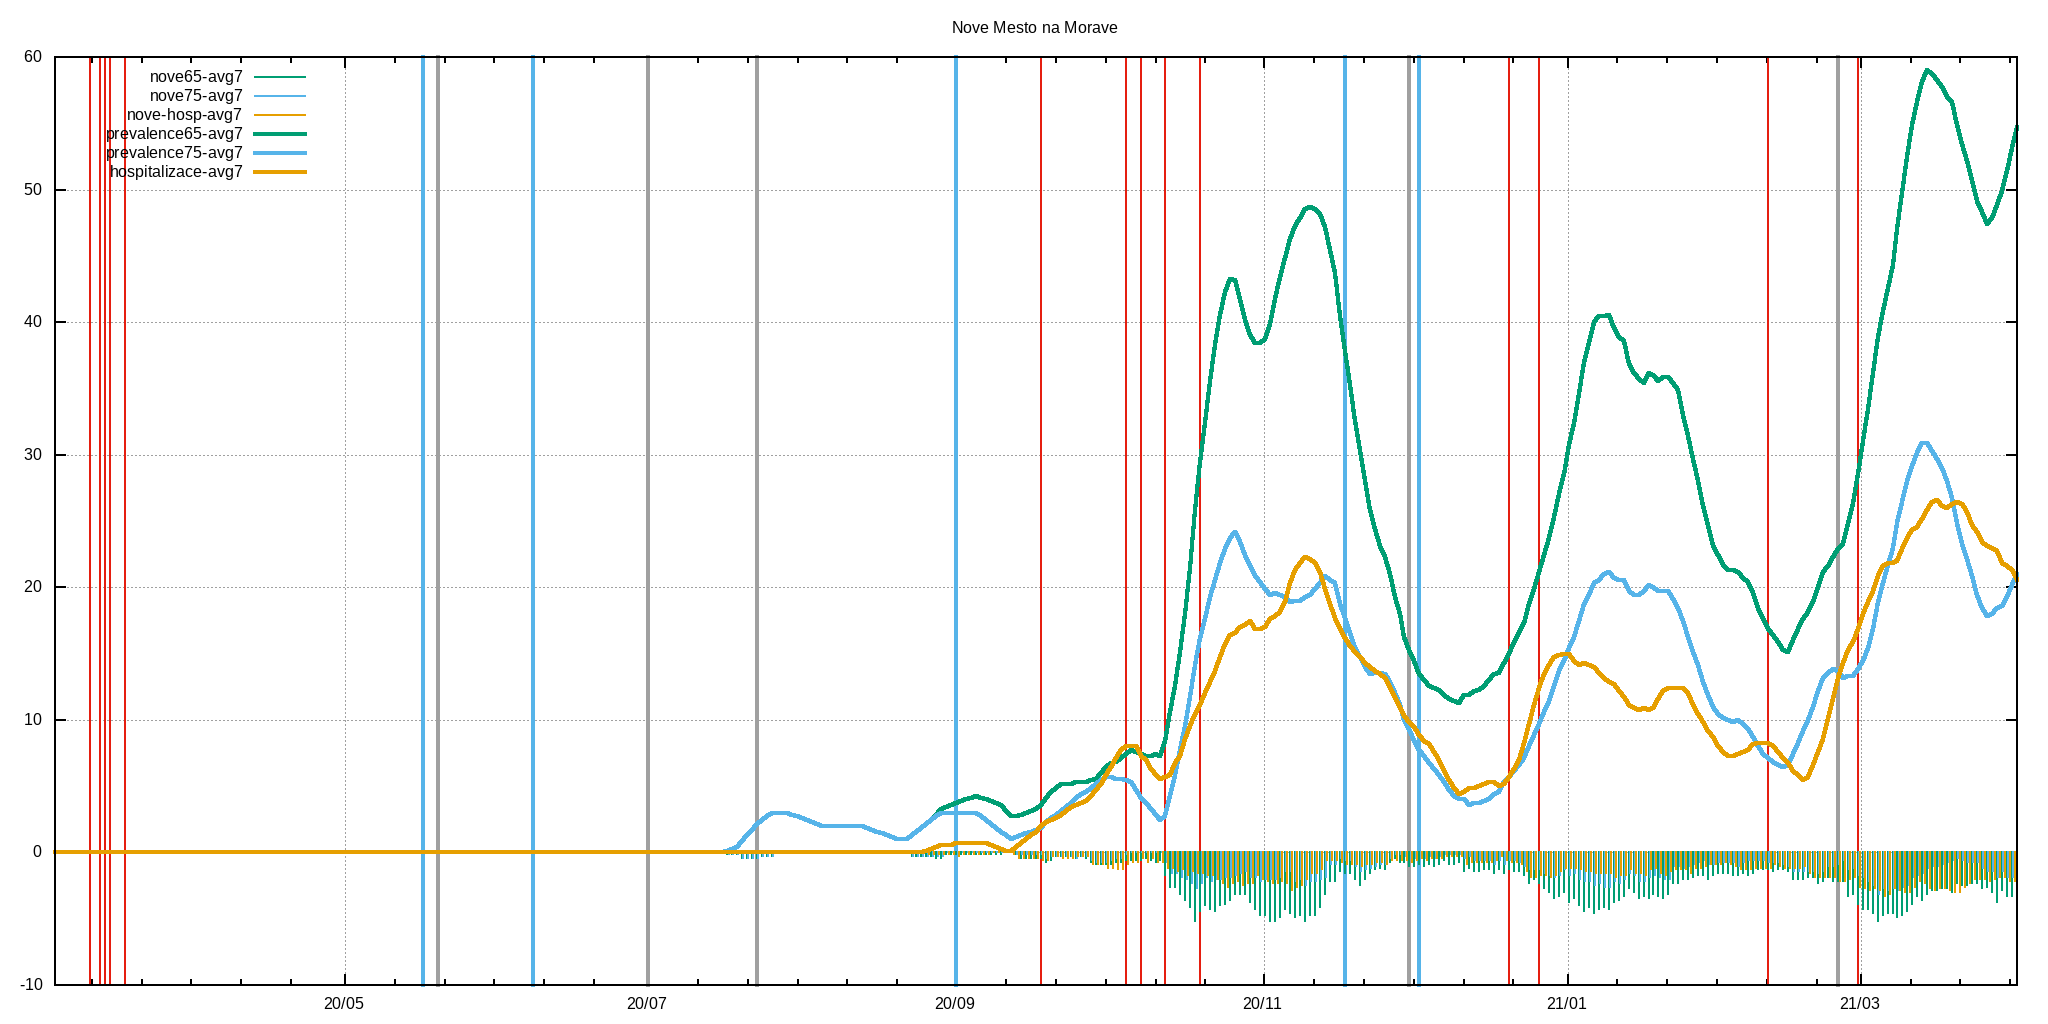 Nove Mesto na Morave
60
50
40
30
20
10
0
-10
nove65-avg7
nove75-avg7
nove-hosp-avg7
prevalence65-avg7
prevalence75-avg7
hospitalizace-avg7
20/05
20/07
20/09
20/11
21/01
21/03